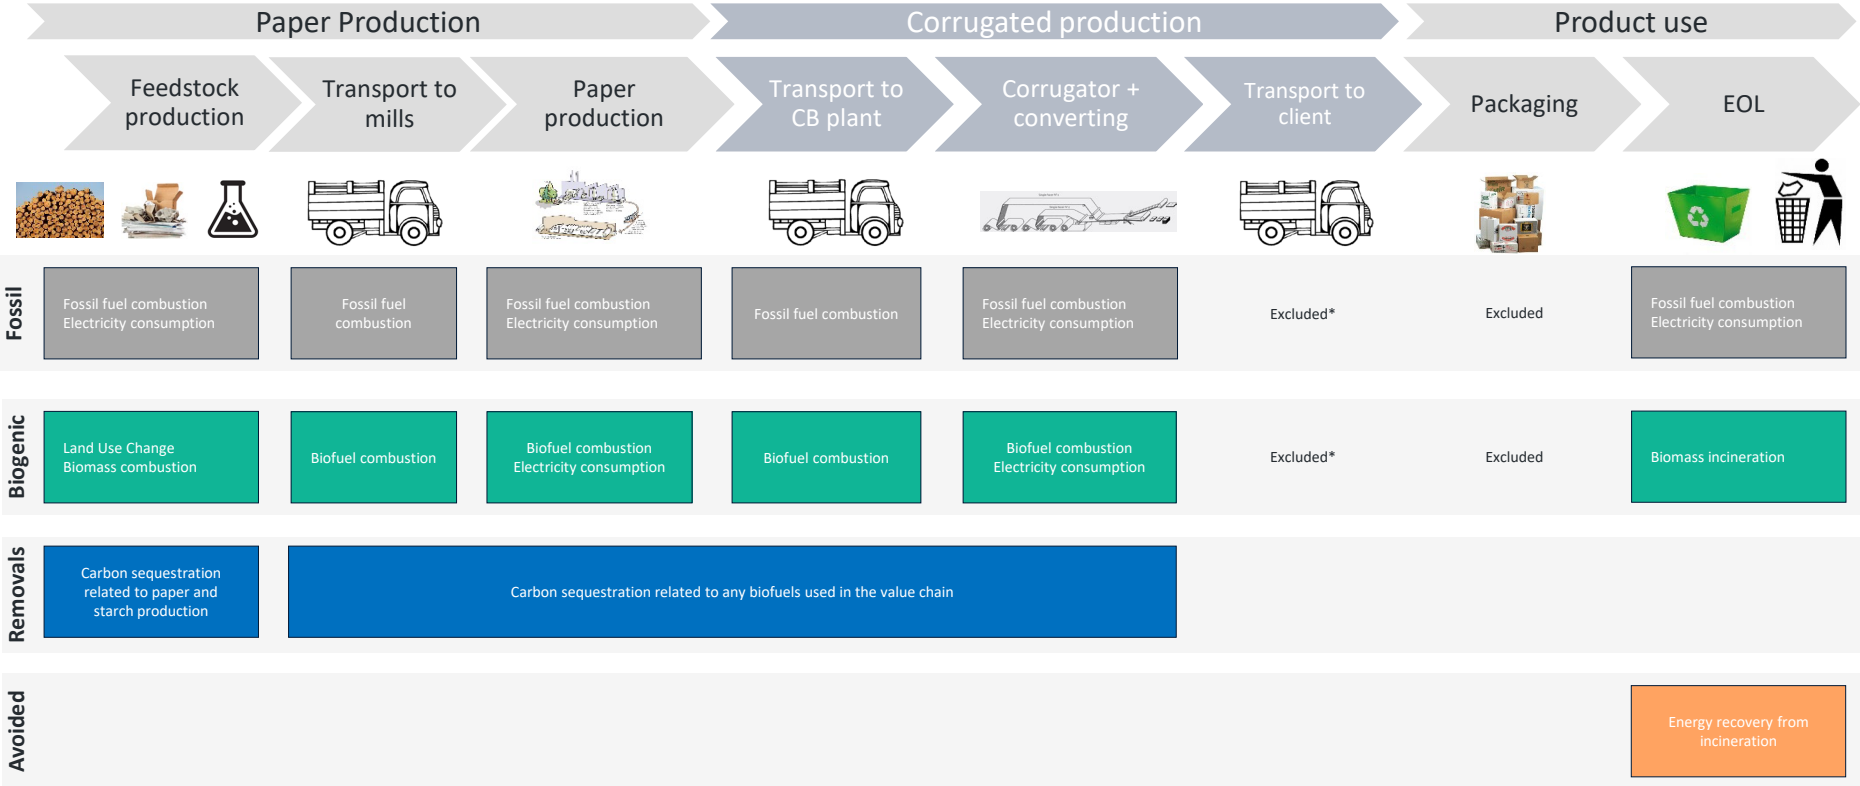 Paper Production
Corrugated production
Product use
Feedstock
production
Transport to
mills
Paper
production
Transport to
CB plant
Corrugator +
converting
Transport to
client
Packaging
EOL
Fossil
Fossil fuel combustion
Electricity consumption
Fossil fuel
combustion
Fossil fuel combustion
Electricity consumption
Fossil fuel combustion
Fossil fuel combustion
Electricity consumption
Excluded*
Excluded
Fossil fuel combustion
Electricity consumption
Biogenic
Land Use Change
Biomass combustion
Biofuel combustion
Biofuel combustion
Electricity consumption
Biofuel combustion
Biofuel combustion
Electricity consumption
Excluded*
Excluded
Biomass incineration
Removals
Carbon sequestration
related to paper and
starch production
Carbon sequestration related to any biofuels used in the value chain
Avoided
Energy recovery from
incineration